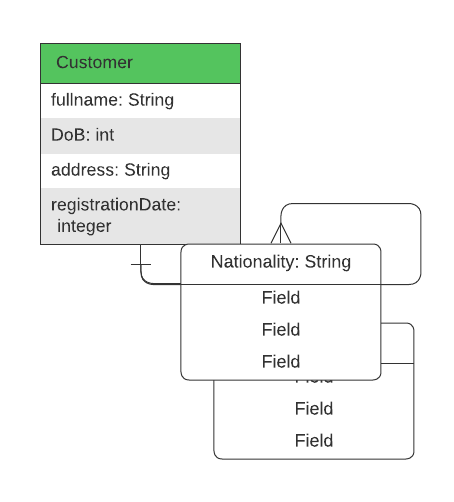 Customer
fullname: String
DoB: int
address: String
registrationDate:
integer
Nationality: String
Field
Field
Field
Field
Field